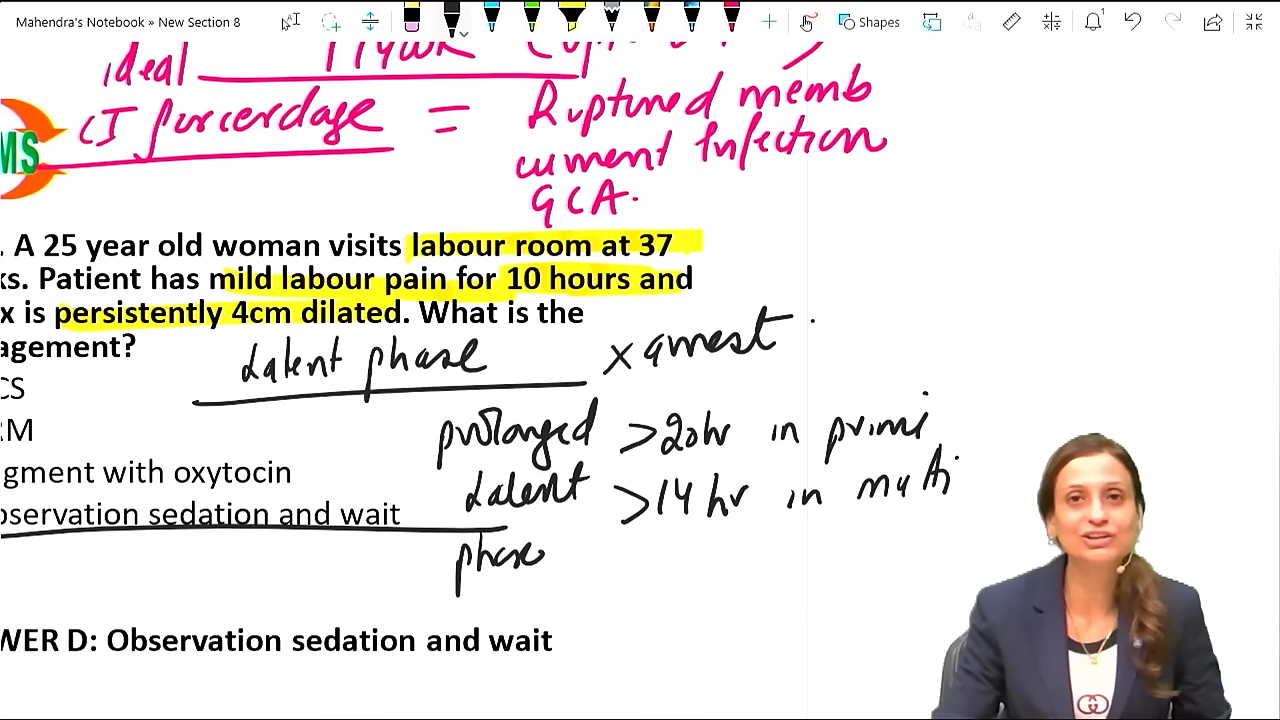 Mahendra's Notebook » New Section 8
Shapes
ideal
CI porcerdage = Ruptured memb
MS
current Infection
GCA.
. A 25 year old woman visits labour room at 37
ks. Patient has mild labour pain for 10 hours and
x is persistently 4cm dilated. What is the
agement?
Latent phase x arrest
CS
prolonged >20hr in primi
RM
gment with oxytocin
Latent >14 hr in multi
bservation sedation and wait
phase
WER D: Observation sedation and wait